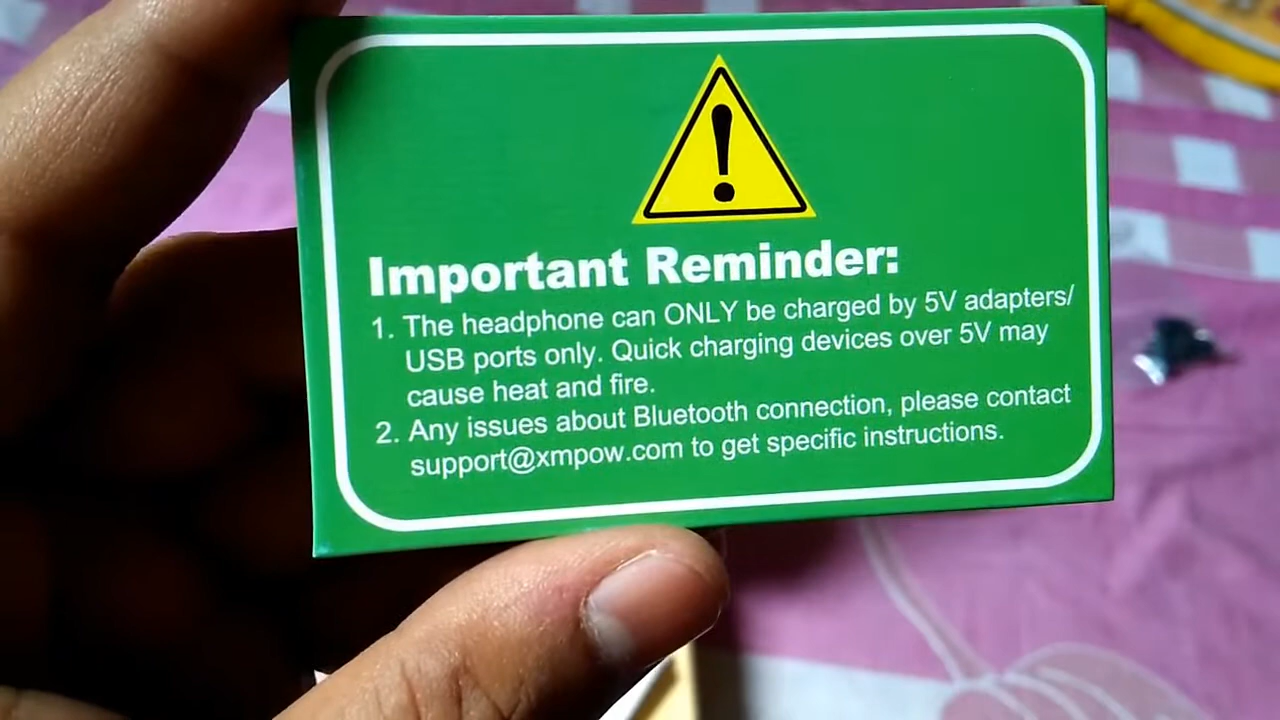 !
Important Reminder:
1. The headphone can ONLY be charged by 5V adapters/
USB ports only. Quick charging devices over 5V may
cause heat and fire.
2. Any issues about Bluetooth connection, please contact
support@xmpow.com to get specific instructions.